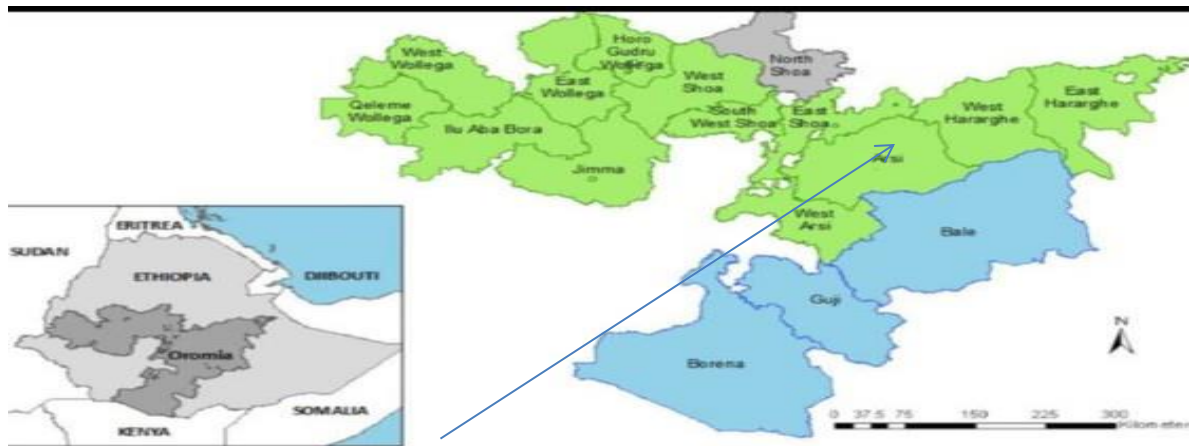 West
Wollega
Horo
Gudru
Wollega
East
Wollega
West
Shoa
North
Shoa
Qeleme
Wollega
Ilu Aba Bora
South
West Shoa
East
Shoa
West
Hararghe
East
Hararghe
Jimma
Arsi
West
Arsi
Bale
Guji
Borena
ERITREA
SUDAN
ETHIOPIA
DJIBOUTI
Oromia
SOMALIA
KENYA
N
0 37.5 75 150 225 300
Kilometers